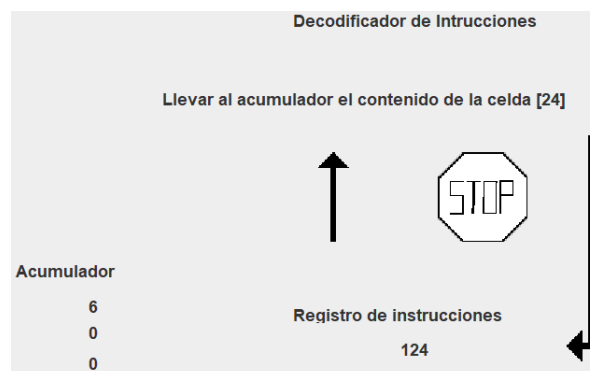 Decodificador de Intrucciones
Llevar al acumulador el contenido de la celda [24]
STOP
Acumulador
6
0
0
Registro de instrucciones
124